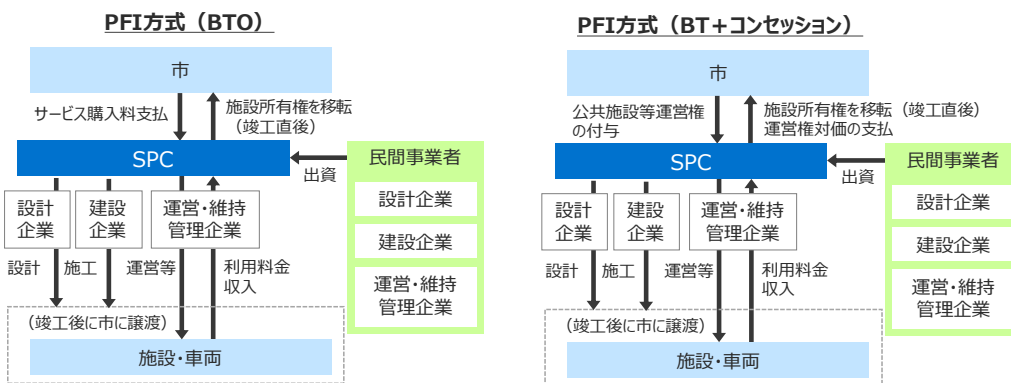 PFI方式（BTO）
市
サービス購入料支払
施設所有権を移転
（竣工直後）
SPC
出資
民間事業者
設計企業
建設企業
運営・維持
管理企業
設計
企業
建設
企業
運営・維持
管理企業
設計
施工
運営等
利用料金
収入
（竣工後に市に譲渡）
施設・車両
PFI方式（BT＋コンセッション）
市
公共施設等運営権
の付与
施設所有権を移転（竣工直後）
運営権対価の支払
SPC
出資
民間事業者
設計企業
建設企業
運営・維持
管理企業
設計
企業
建設
企業
運営・維持
管理企業
設計
施工
運営等
利用料金
収入
（竣工後に市に譲渡）
施設・車両